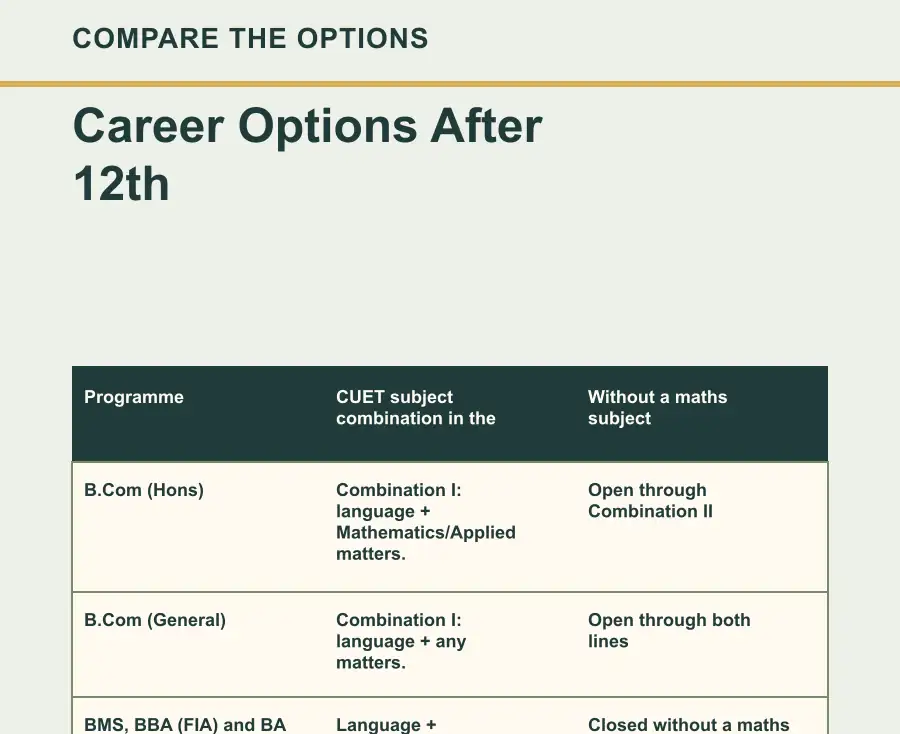 COMPARE THE OPTIONS
Career Options After
12th
Programme
CUET subject
combination in the
Without a maths
subject
B.Com (Hons)
Combination I:
language +
Mathematics/Applied
matters.
Open through
Combination II
B.Com (General)
Combination I:
language + any
matters.
Open through both
lines
BMS, BBA (FIA) and BA
Language +
Closed without a maths